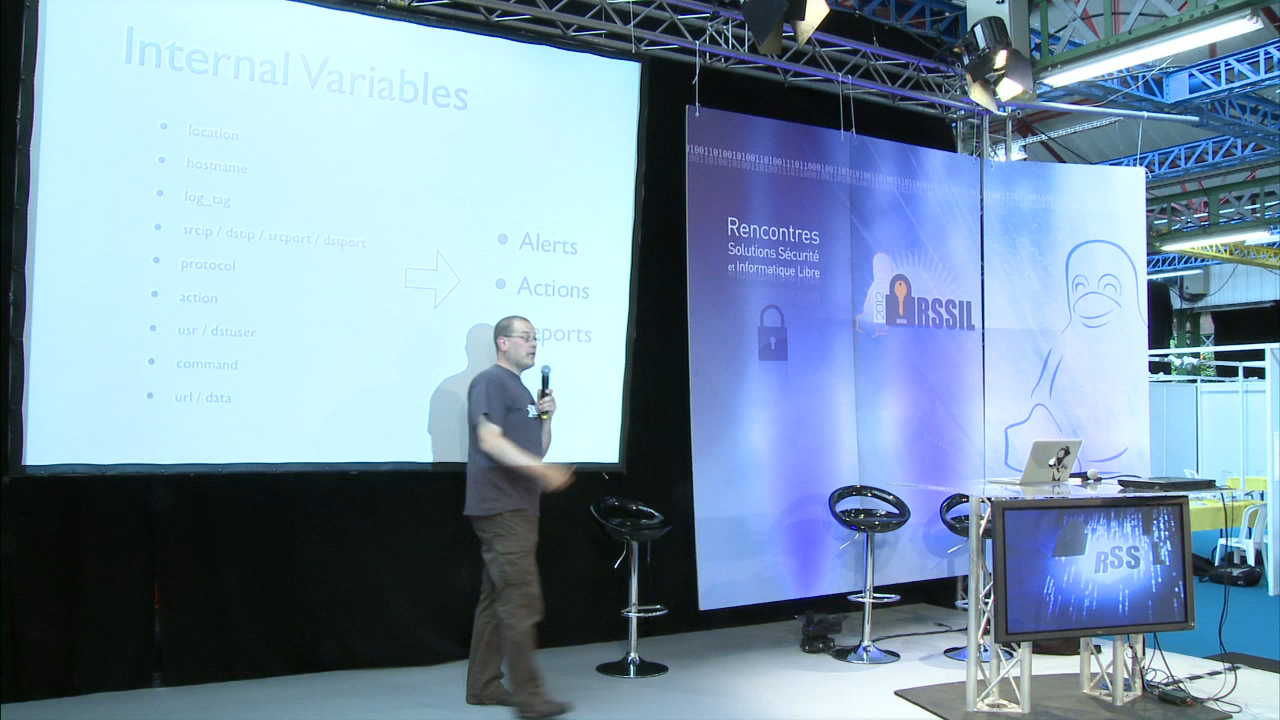 Internal Variables
location
hostname
log_tag
srcip / dstip / srcport / dstport
protocol
action
usr / dstuser
command
url / data
Alerts
Actions
eports
Rencontres
Solutions Sécurité
et Informatique Libre
2012
RSSIL
RSS L